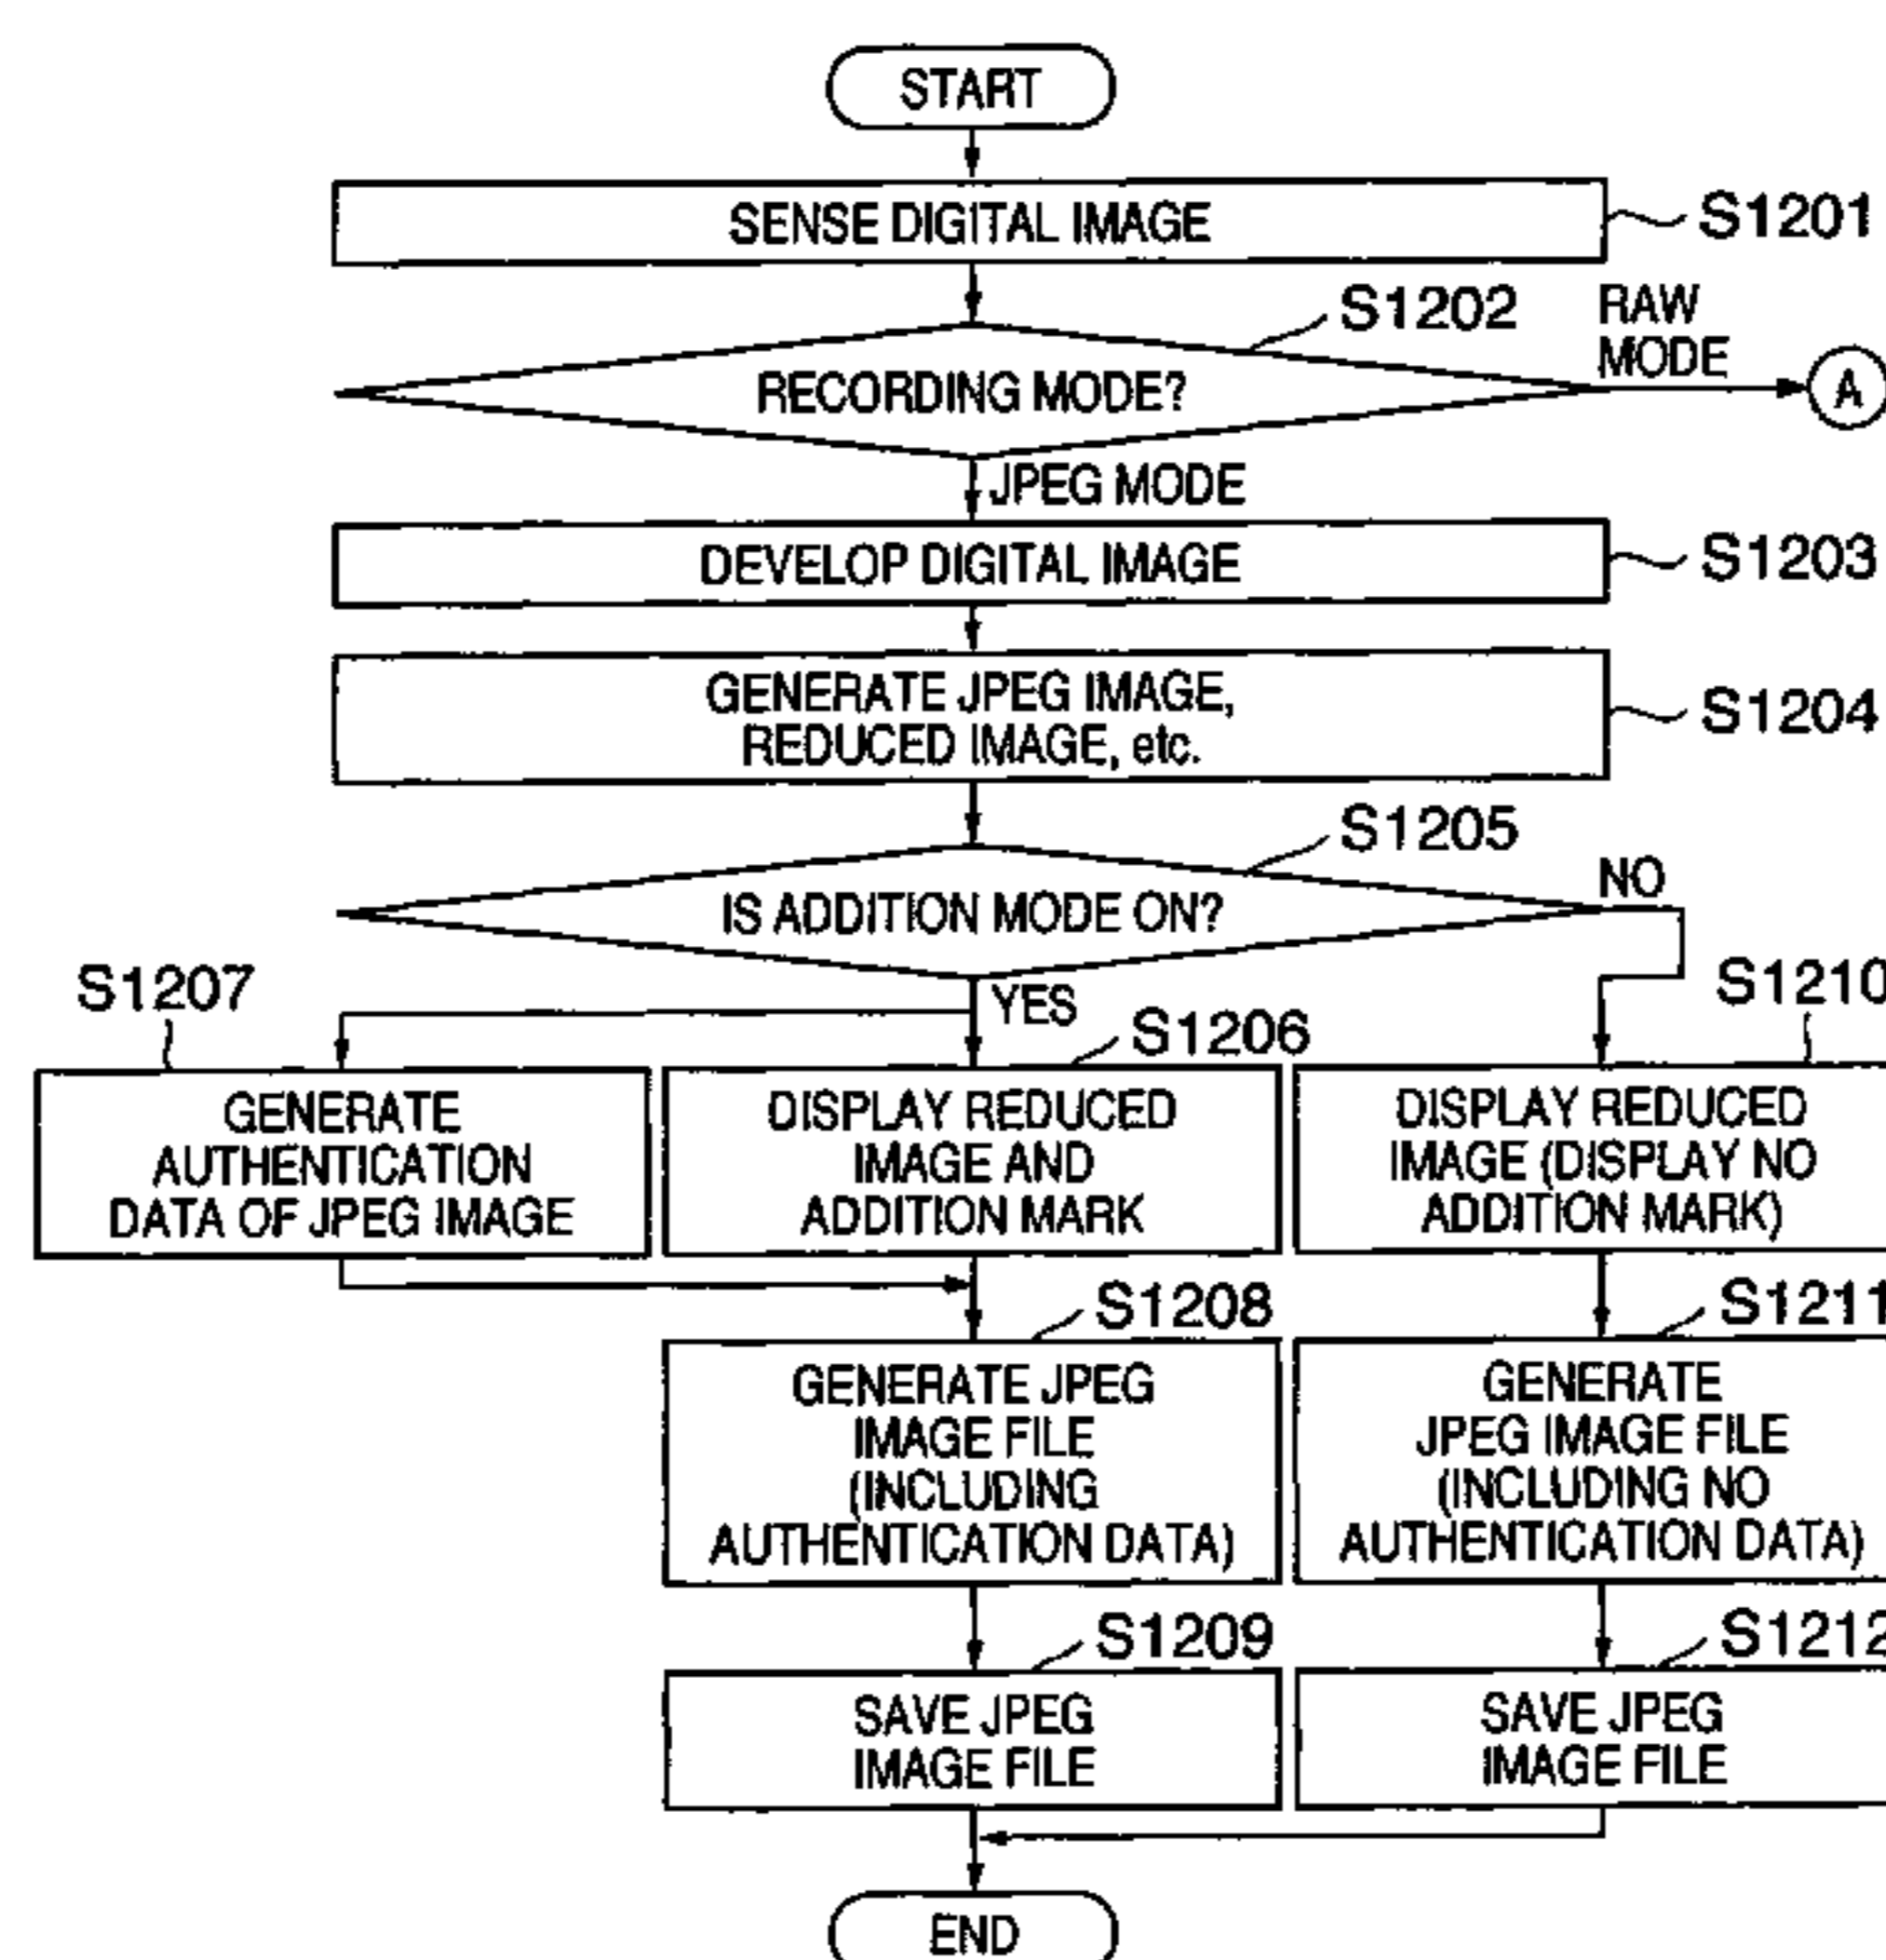 START
SENSE DIGITAL IMAGE
S1201
S1202
RAW
MODE
RECORDING MODE?
A
JPEG MODE
DEVELOP DIGITAL IMAGE
S1203
GENERATE JPEG IMAGE,
REDUCED IMAGE, etc.
S1204
S1205
IS ADDITION MODE ON?
NO
YES
S1207
GENERATE
AUTHENTICATION
DATA OF JPEG IMAGE
S1206
DISPLAY REDUCED
IMAGE AND
ADDITION MARK
S1210
DISPLAY REDUCED
IMAGE (DISPLAY NO
ADDITION MARK)
S1208
GENERATE JPEG
IMAGE FILE
(INCLUDING
AUTHENTICATION DATA)
S1211
GENERATE
JPEG IMAGE FILE
(INCLUDING NO
AUTHENTICATION DATA)
S1209
SAVE JPEG
IMAGE FILE
S1212
SAVE JPEG
IMAGE FILE
END